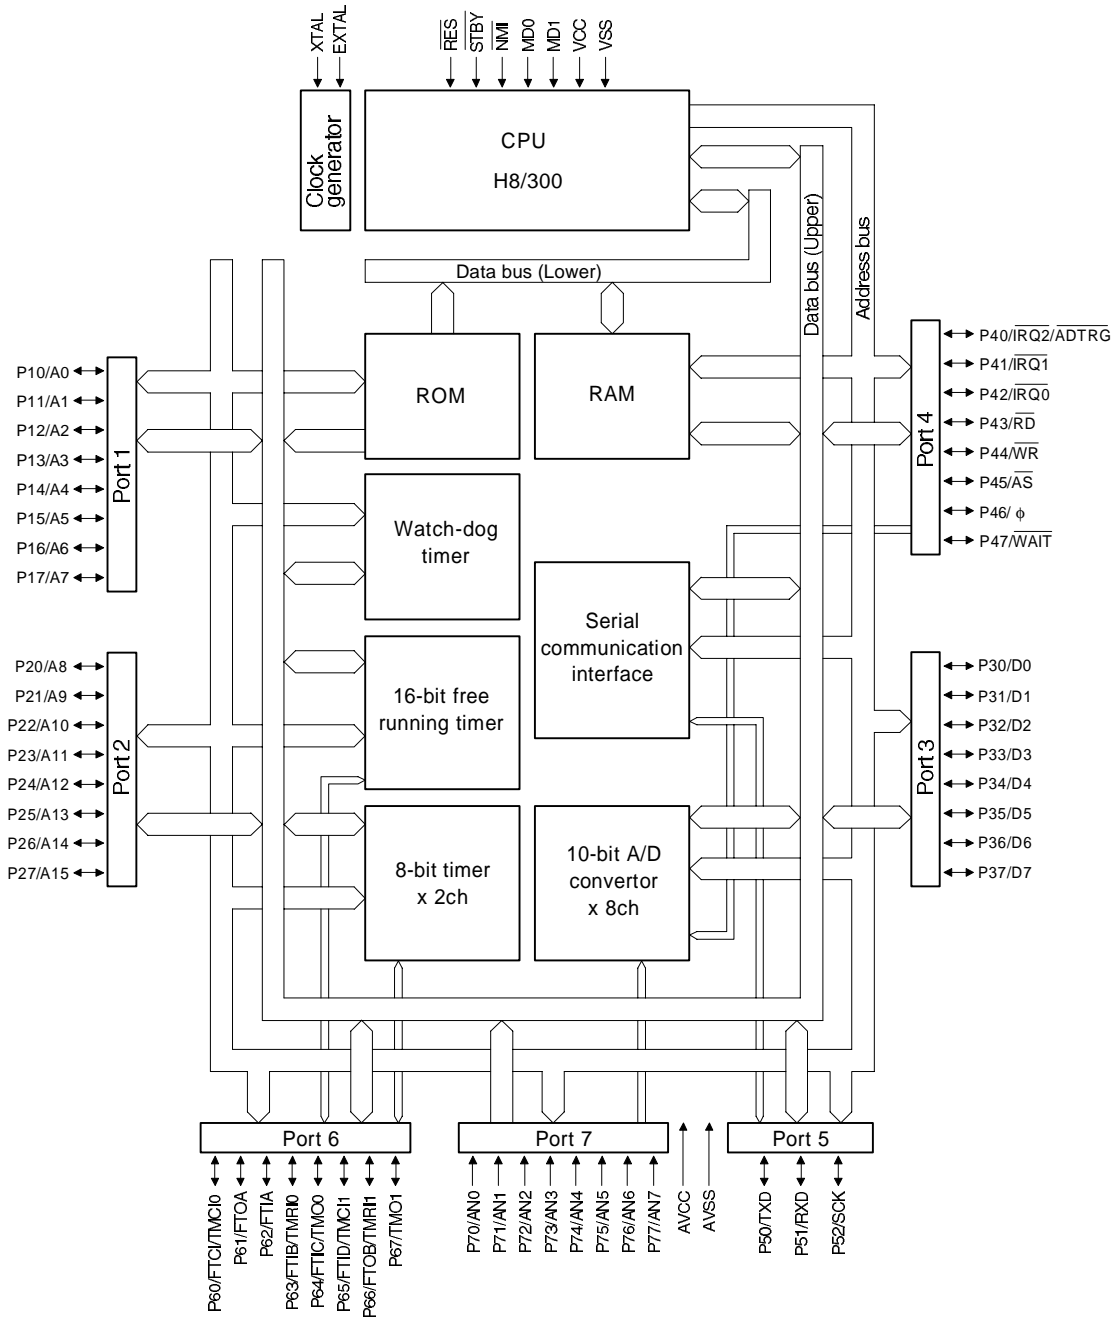 XTAL
EXTAL
RES
STBY
NMI
MD0
MD1
VCC
VSS
Clock
generator
CPU
H8/300
Data bus (Lower)
Data bus (Upper)
Address bus
ROM
RAM
Watch-dog
timer
Serial
communication
interface
16-bit free
running timer
8-bit timer
x 2ch
10-bit A/D
convertor
x 8ch
P10/A0
P11/A1
P12/A2
P13/A3
P14/A4
P15/A5
P16/A6
P17/A7
Port 1
P20/A8
P21/A9
P22/A10
P23/A11
P24/A12
P25/A13
P26/A14
P27/A15
Port 2
Port 4
P40/IRQ2/ADTRG
P41/IRQ1
P42/IRQ0
P43/RD
P44/WR
P45/AS
P46/ ϕ
P47/WAIT
Port 3
P30/D0
P31/D1
P32/D2
P33/D3
P34/D4
P35/D5
P36/D6
P37/D7
Port 6
P60/FTCI/TMCI0
P61/FTOA
P62/FTIA
P63/FTIB/TMRI0
P64/FTIC/TMO0
P65/FTID/TMCI1
P66/FTOB/TMRI1
P67/TMO1
Port 7
P70/AN0
P71/AN1
P72/AN2
P73/AN3
P74/AN4
P75/AN5
P76/AN6
P77/AN7
AVCC
AVSS
Port 5
P50/TXD
P51/RXD
P52/SCK